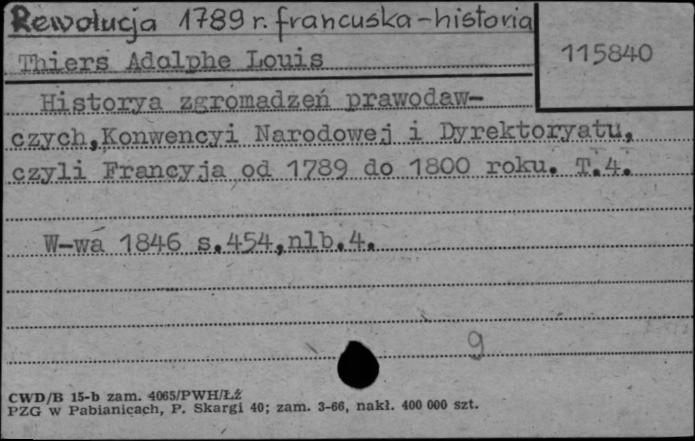 Rewolucja 1789 r. francuska-historia
115840
Thiers Adolphe Louis
Historya zgromadzeń prawodaw-
czych,Konwencyi Narodowej i Dyrektoryatu,
czyli Francyja od 1789 do 1800 roku. T.4.
W-wa 1846 s.454,nlb.4.
9
CWD/B 15-b zam. 4065/PWH/ŁŹ
PZG w Pabianicach, P. Skargi 40; zam. 3-66, nakł. 400 000 szt.